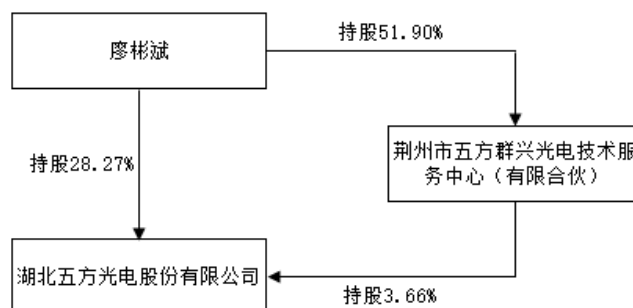 廖彬斌
持股51.90%
持股28.27%
荆州市五方群兴光电技术服
务中心（有限合伙）
湖北五方光电股份有限公司
持股3.66%